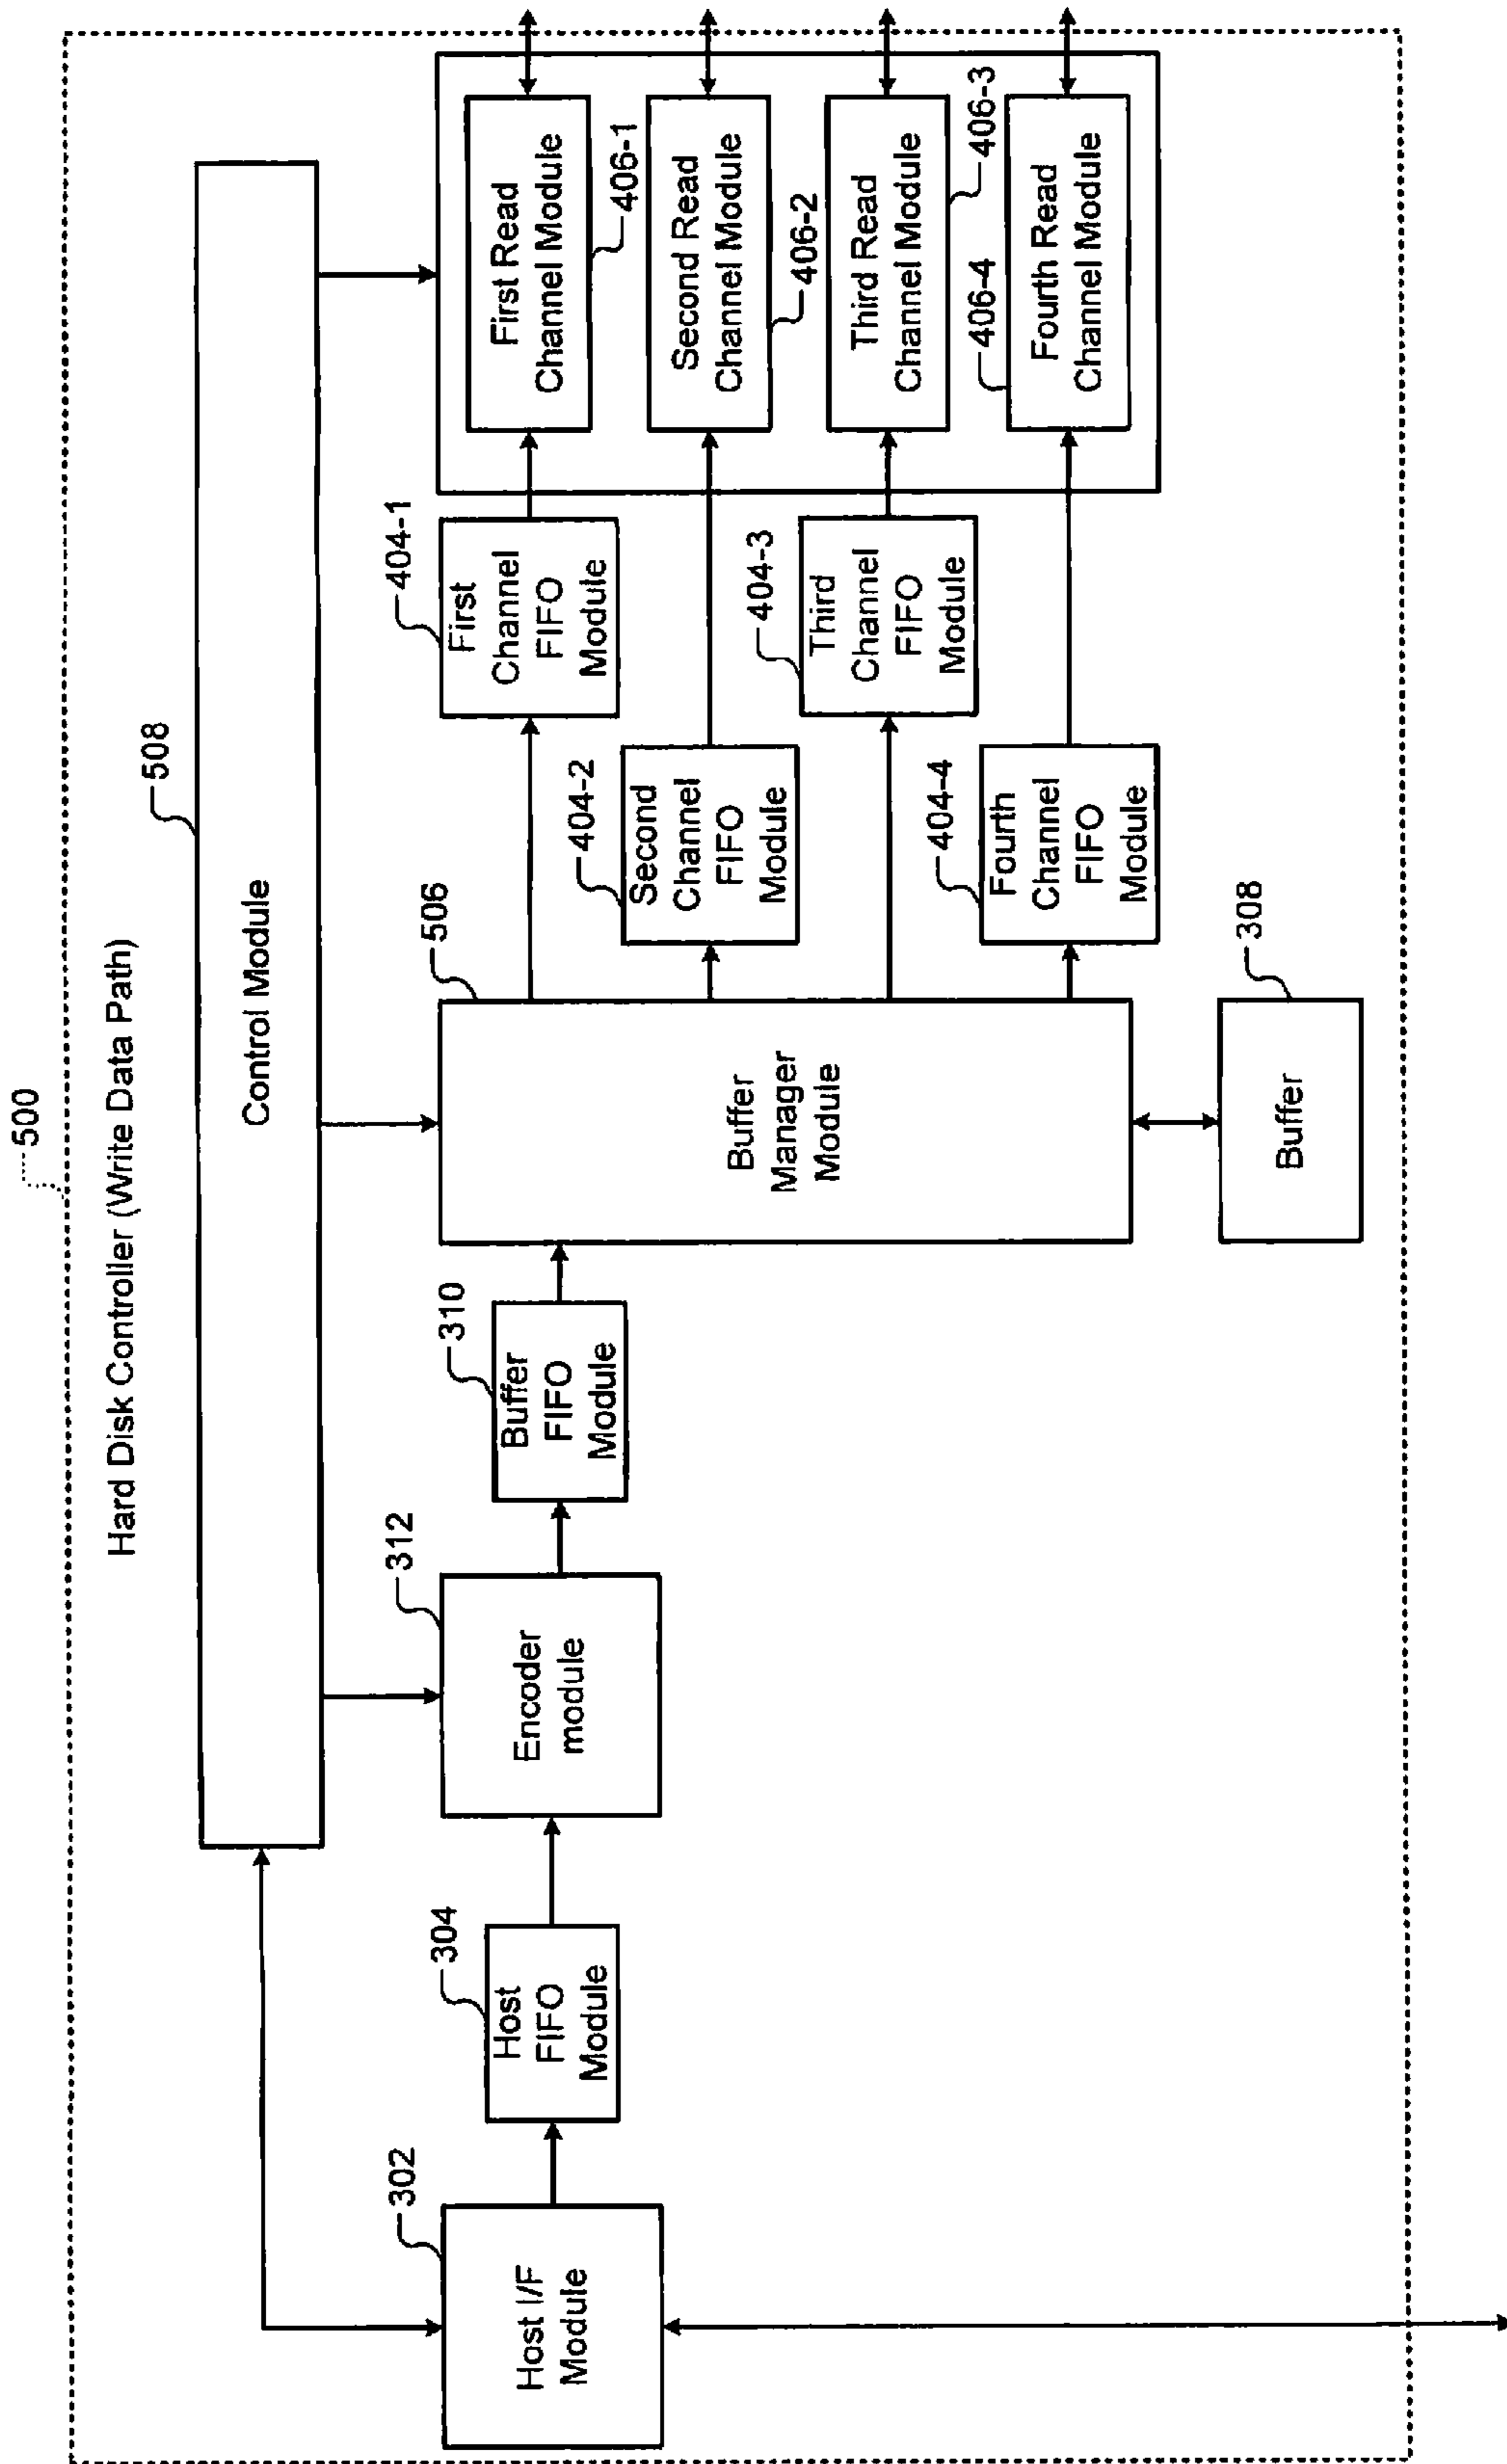 500
Hard Disk Controller (Write Data Path)
508
Control Module
302
Host I/F
Module
304
Host
FIFO
Module
312
Encoder
module
310
Buffer
FIFO
Module
506
Buffer
Manager
Module
308
Buffer
404-1
First
Channel
FIFO
Module
404-2
Second
Channel
FIFO
Module
404-3
Third
Channel
FIFO
Module
404-4
Fourth
Channel
FIFO
Module
First Read
Channel Module
406-1
Second Read
Channel Module
406-2
Third Read
Channel Module
406-3
406-4
Fourth Read
Channel Module